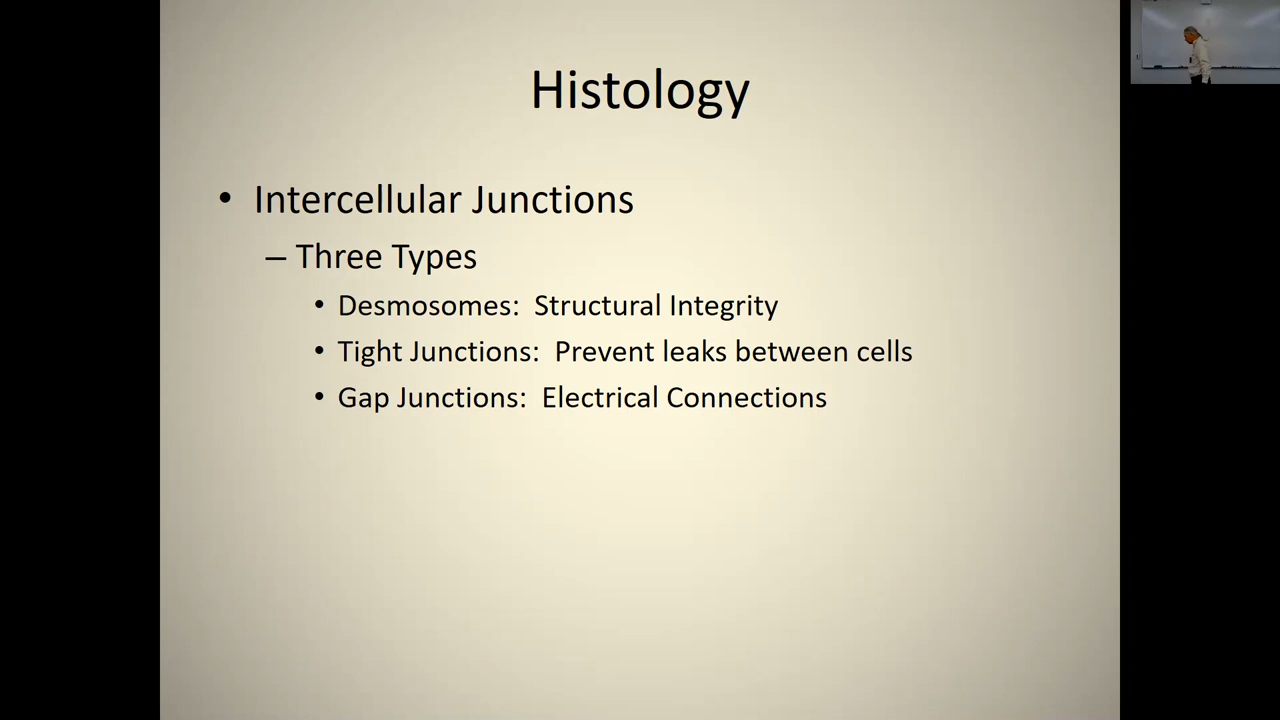 Histology
• Intercellular Junctions
– Three Types
• Desmosomes:  Structural Integrity
• Tight Junctions:  Prevent leaks between cells
• Gap Junctions:  Electrical Connections